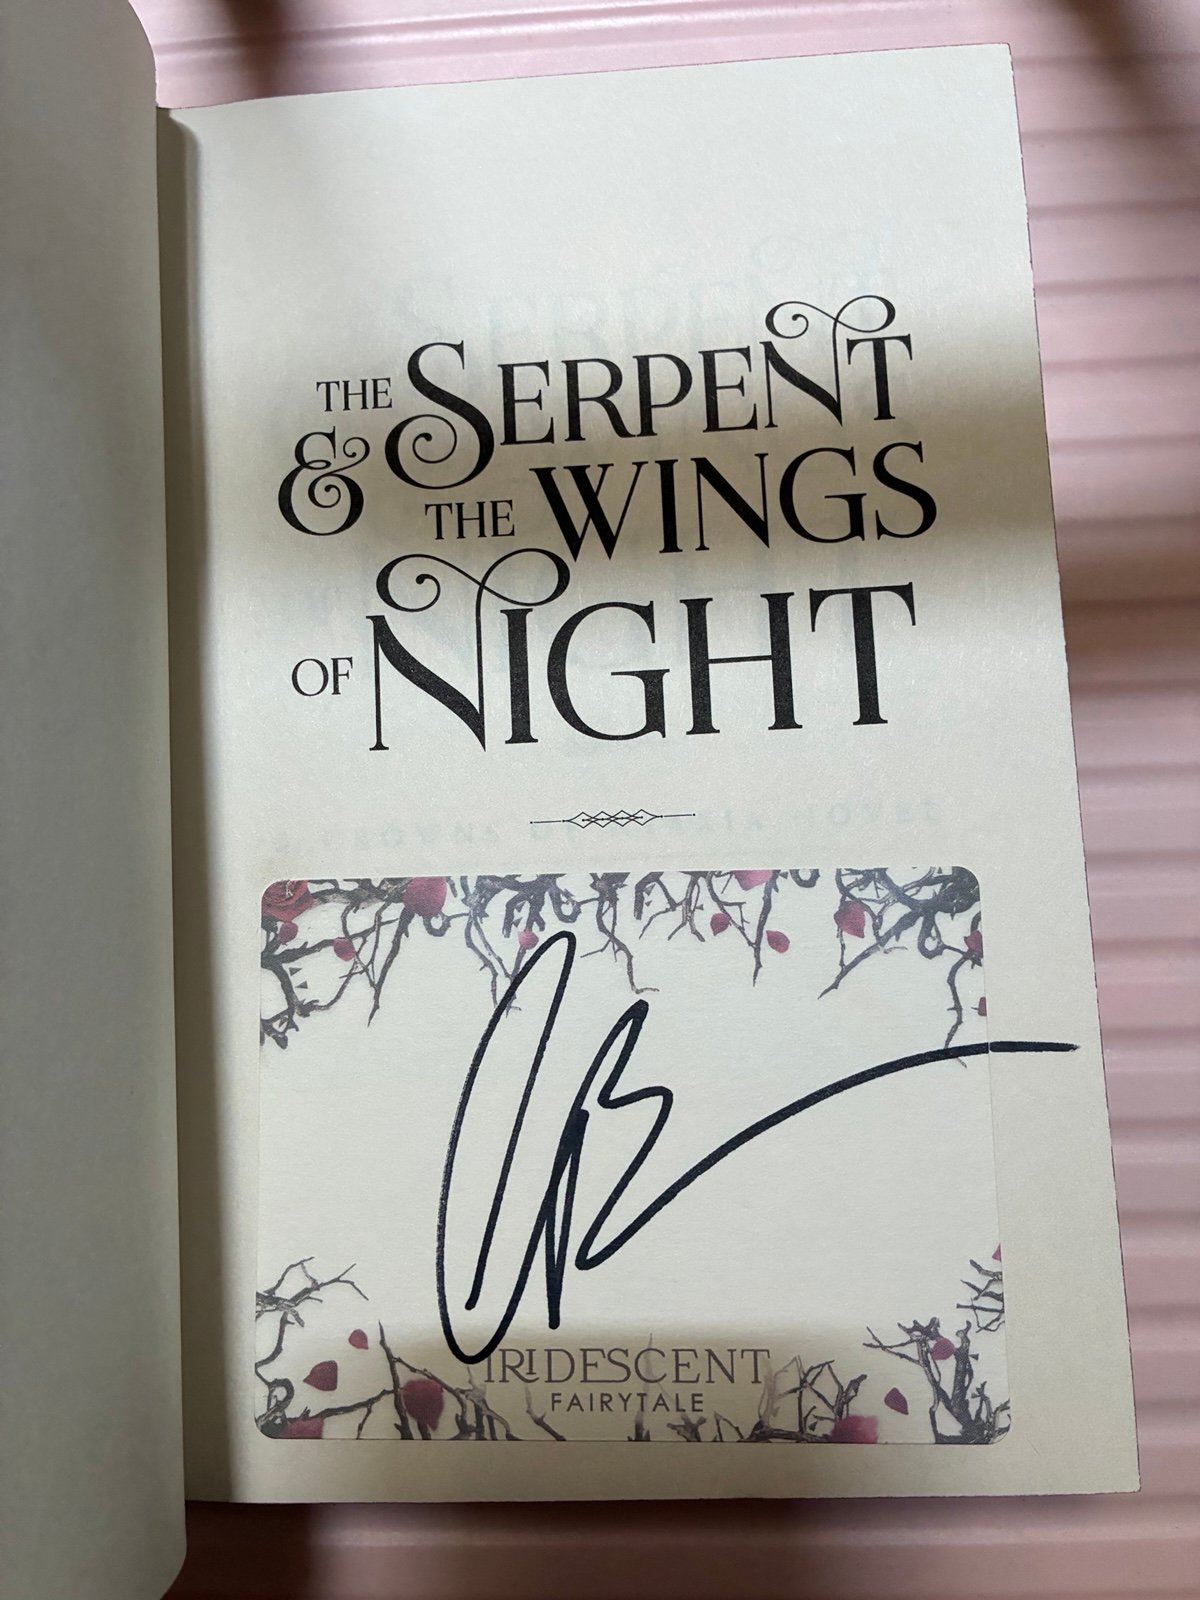 THE SERPENT
& THE WINGS
OF NIGHT
IRIDESCENT
FAIRYTALE